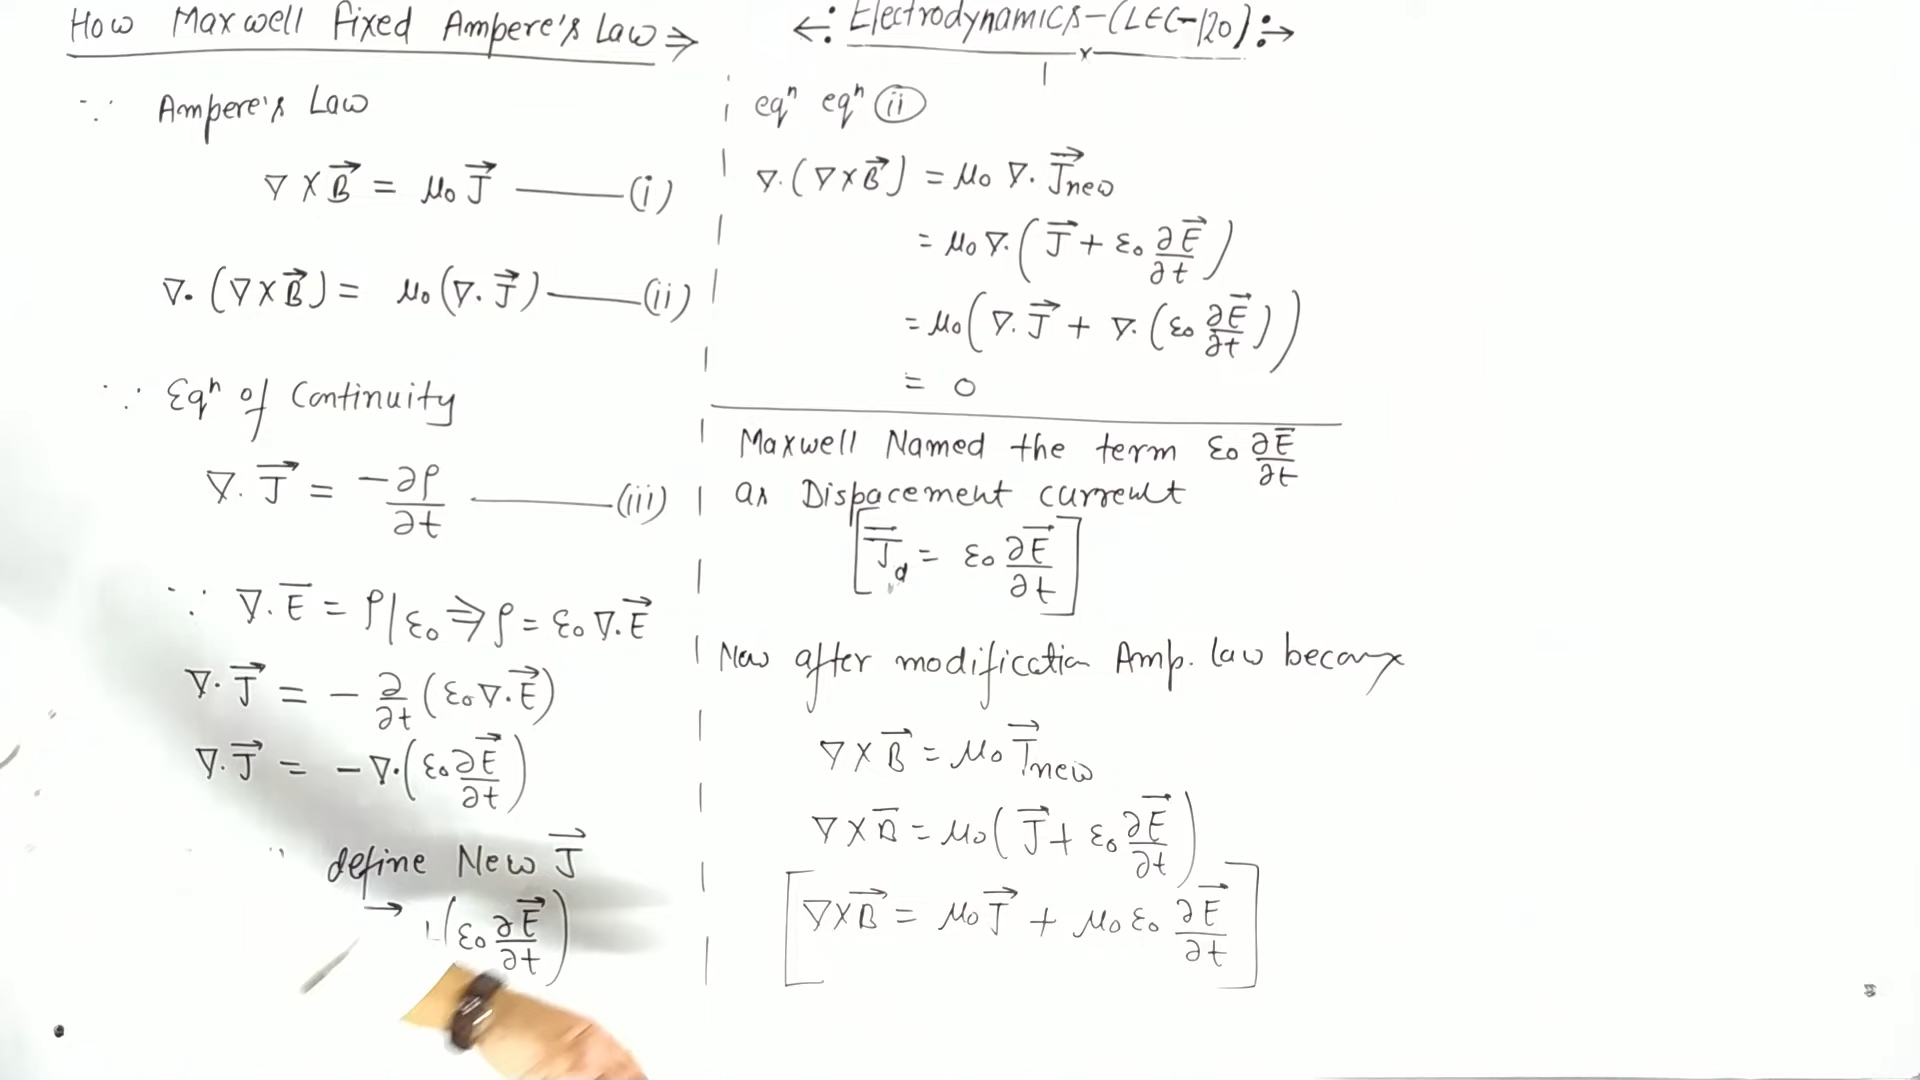 How Maxwell Fixed Ampere's Law ⇒
∵ Ampere's Law
∇ × B⃗ = μ₀ J⃗ ——— (i)
∇. (∇ × B⃗) = μ₀ (∇. J⃗) ——— (ii)
∵ Eqⁿ of Continuity
∇. J⃗ = -∂ρ/∂t ——— (iii)
∵ ∇. E̅ = ρ/ε₀ ⇒ ρ = ε₀ ∇. E⃗
∇. J⃗ = - ∂/∂t (ε₀ ∇. E⃗)
∇. J⃗ = - ∇. (ε₀ ∂E⃗/∂t)
define New J⃗
(ε₀ ∂E⃗/∂t)
←: Electrodynamics-(LEC-120) :→
eqⁿ eqⁿ (ii)
∇. (∇ × B⃗) = μ₀ ∇. J⃗new
= μ₀ ∇. (J⃗ + ε₀ ∂E⃗/∂t)
= μ₀ (∇. J⃗ + ∇. (ε₀ ∂E⃗/∂t))
= 0
Maxwell Named the term ε₀ ∂E̅/∂t
as Dispacement current
[J⃗d = ε₀ ∂E⃗/∂t]
Now after modification Amp. law
∇ × B⃗ = μ₀ J⃗new
∇ × B̅ = μ₀ (J⃗ + ε₀ ∂E⃗/∂t)
[∇ × B⃗ = μ₀ J⃗ + μ₀ ε₀ ∂E⃗/∂t]